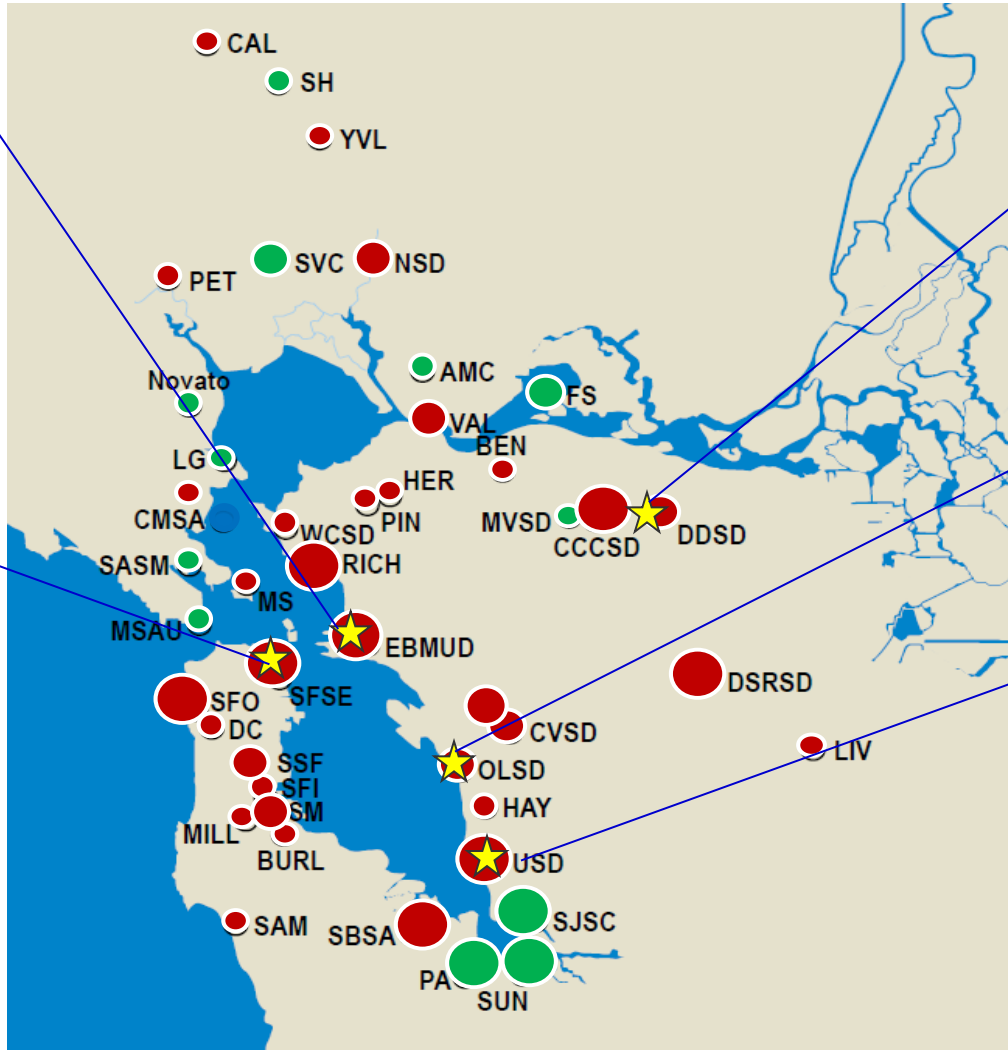 CAL
SH
YVL
SVC
NSD
PET
AMC
Novato
FS
VAL
BEN
LG
HER
PIN
CMSA
WCSD
MVSD
CCCSD
DDSD
SASM
RICH
MS
MSAU
EBMUD
SFSE
DSRSD
SFO
DC
CVSD
LIV
SSF
OLSD
SFI
SM
HAY
MILL
BURL
USD
SAM
SBSA
SJSC
PA
SUN